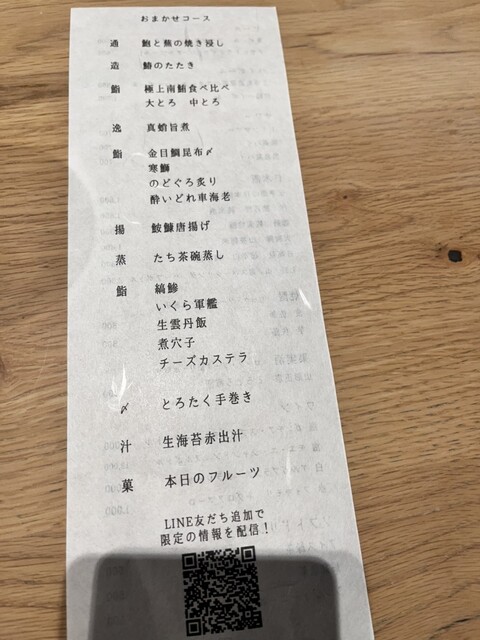 おまかせコース
通 鮑と蕪の焼き浸し
造 鰆のたたき
鮨 極上南鮪食べ比べ
大とろ 中とろ
逸 真蛤旨煮
鮨 金目鯛昆布〆
寒鰤
のどぐろ炙り
酔いどれ車海老
揚 鮟鱇唐揚げ
蒸 たち茶碗蒸し
鮨 縞鯵
いくら軍艦
生雲丹飯
煮穴子
チーズカステラ
〆 とろたく手巻き
汁 生海苔赤出汁
菓 本日のフルーツ
LINE友だち追加で
限定の情報を配信！